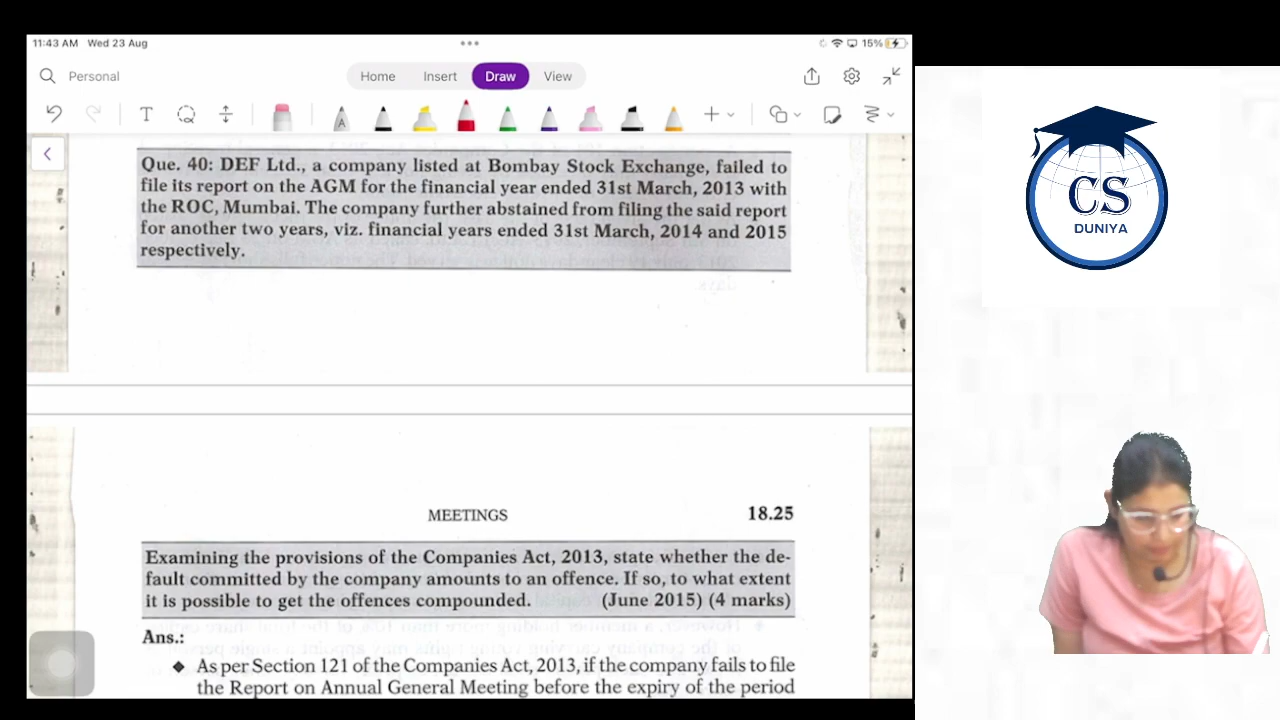 11:43 AM Wed 23 Aug
15%
Personal
Home Insert Draw View
T
A
Que. 40: DEF Ltd., a company listed at Bombay Stock Exchange, failed to
file its report on the AGM for the financial year ended 31st March, 2013 with
the ROC, Mumbai. The company further abstained from filing the said report
for another two years, viz. financial years ended 31st March, 2014 and 2015
respectively.
MEETINGS 18.25
Examining the provisions of the Companies Act, 2013, state whether the de-
fault committed by the company amounts to an offence. If so, to what extent
it is possible to get the offences compounded. (June 2015) (4 marks)
Ans.:
❖ As per Section 121 of the Companies Act, 2013, if the company fails to file
the Report on Annual General Meeting before the expiry of the period
CS
DUNIYA